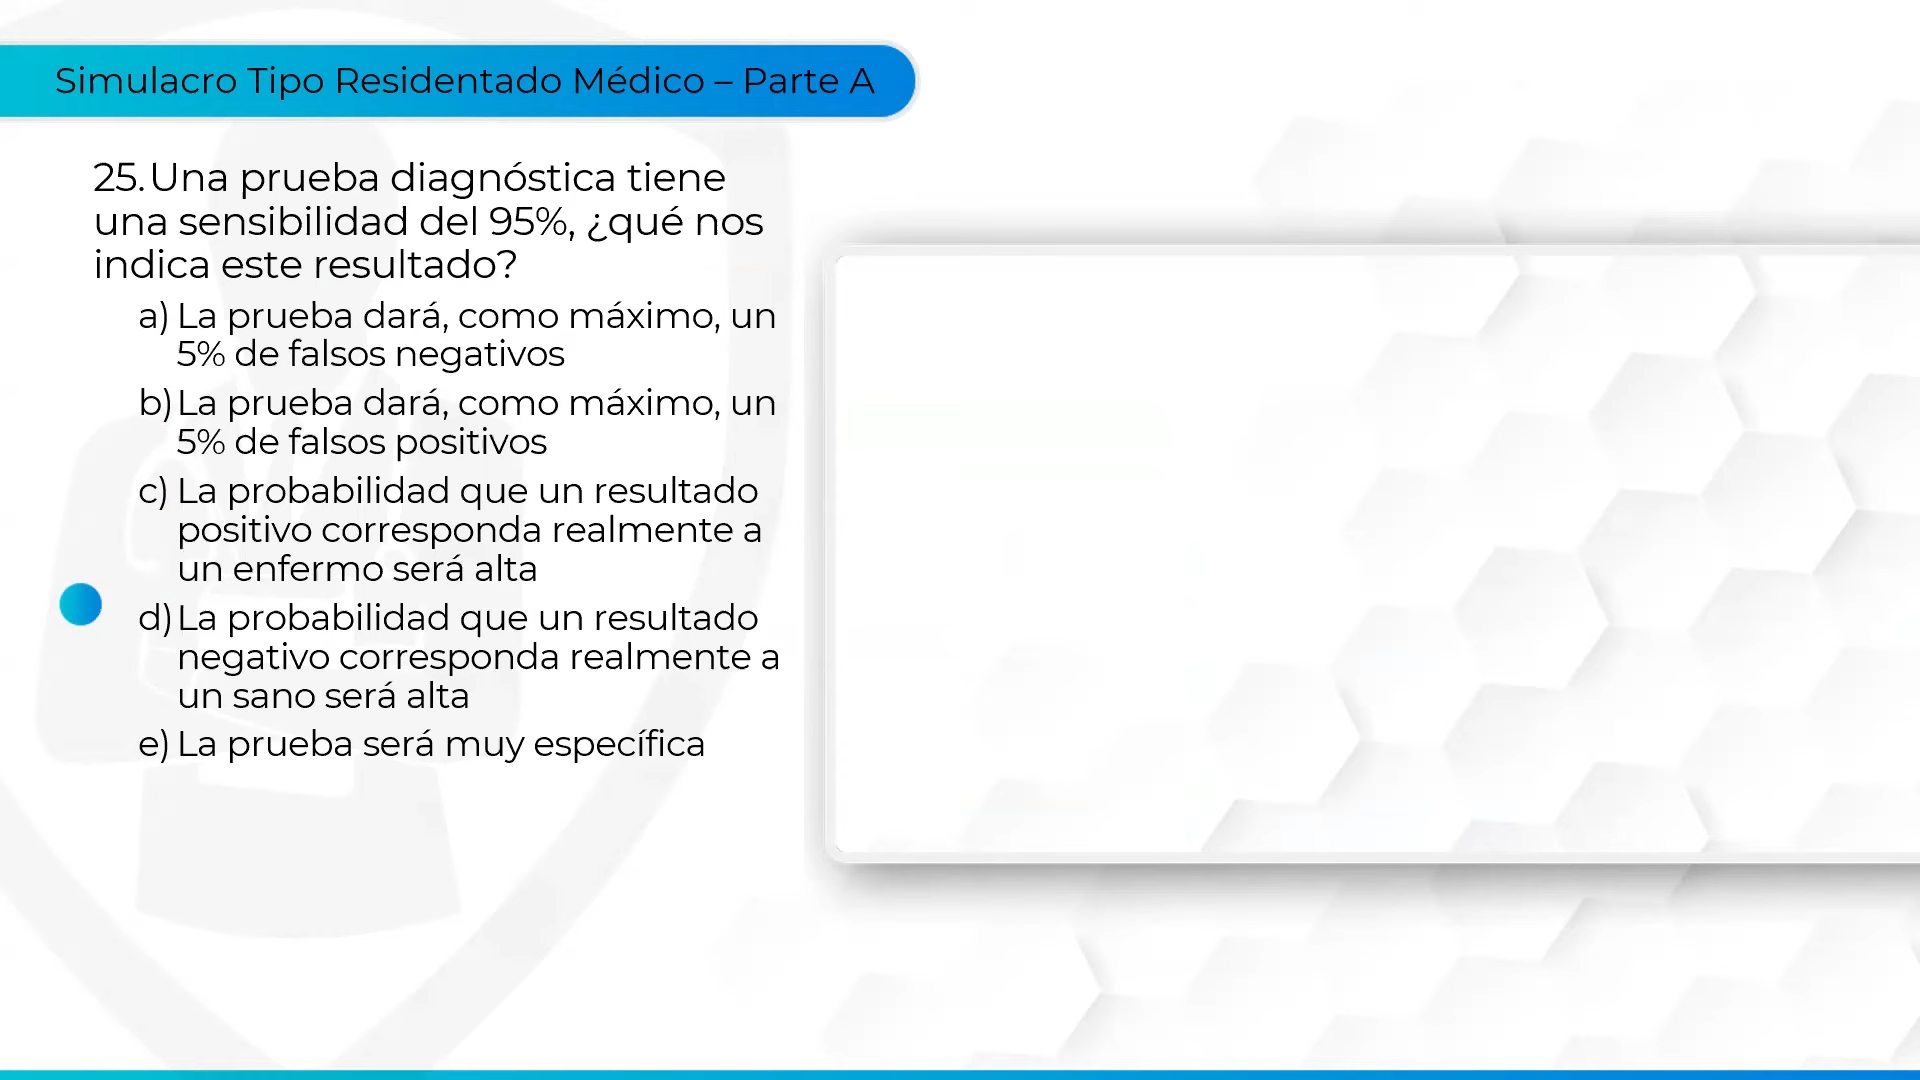 Simulacro Tipo Residentado Médico – Parte A
25. Una prueba diagnóstica tiene
una sensibilidad del 95%, ¿qué nos
indica este resultado?
a) La prueba dará, como máximo, un
5% de falsos negativos
b) La prueba dará, como máximo, un
5% de falsos positivos
c) La probabilidad que un resultado
positivo corresponda realmente a
un enfermo será alta
d) La probabilidad que un resultado
negativo corresponda realmente a
un sano será alta
e) La prueba será muy específica